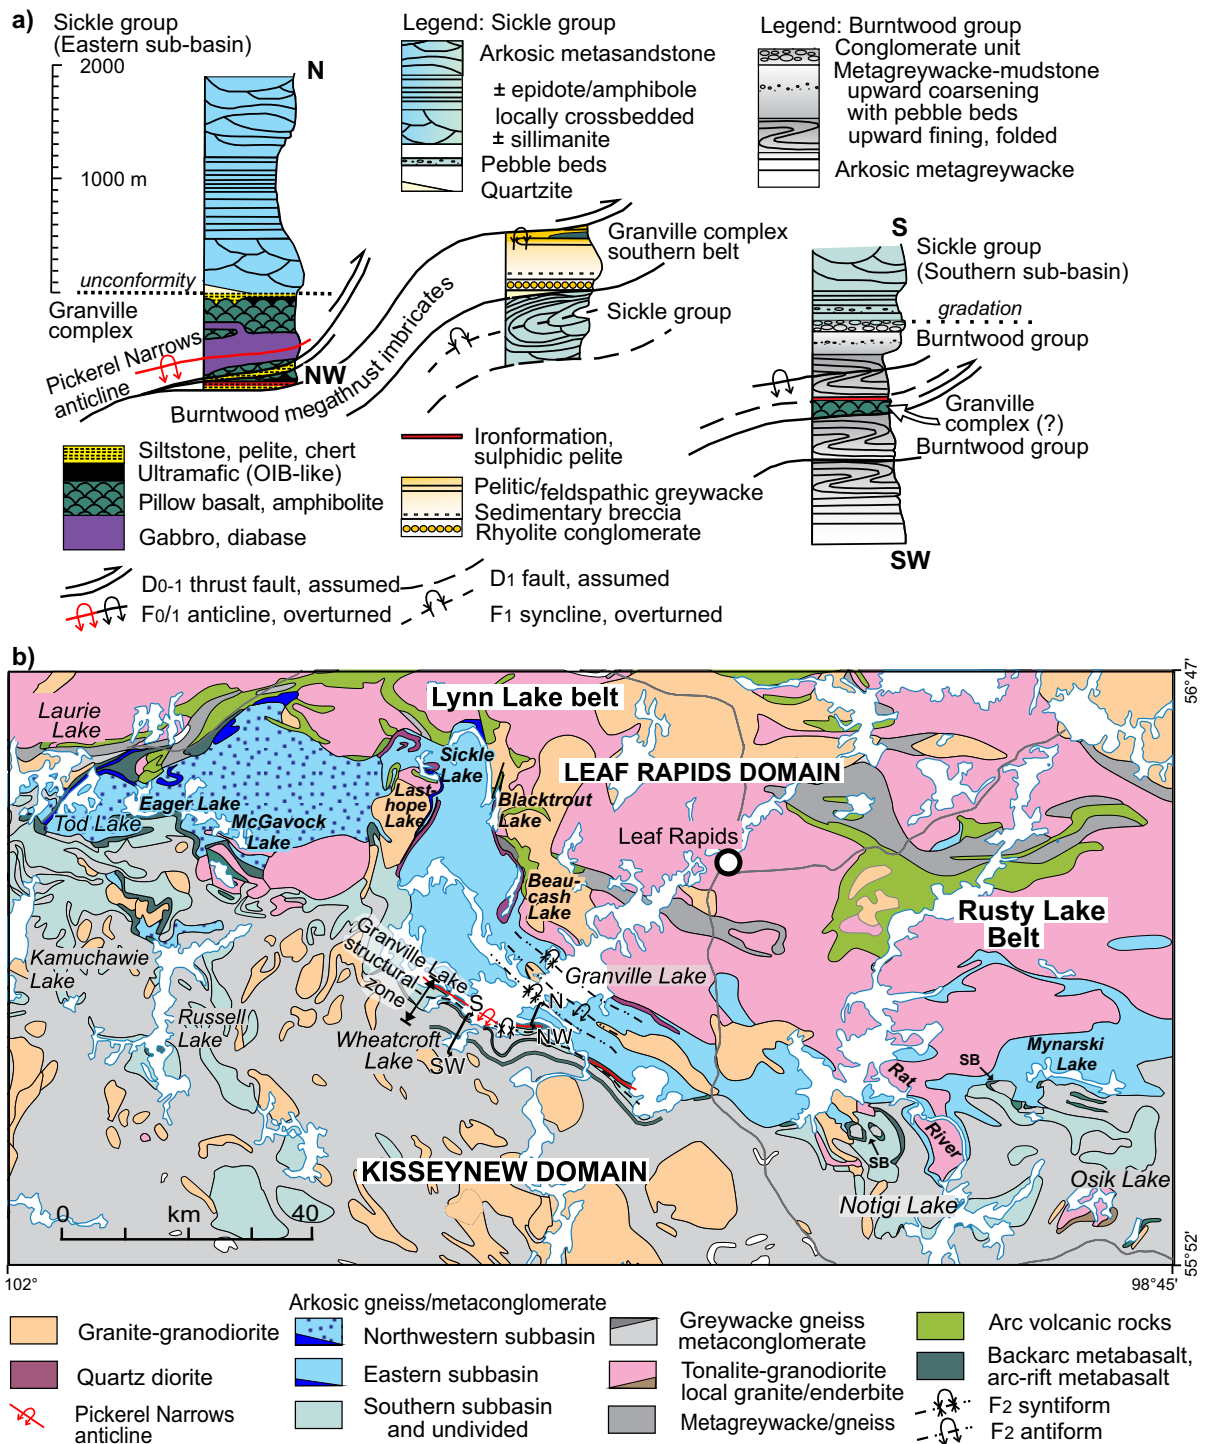 a)
Sickle group
(Eastern sub-basin)
2000
N
1000 m
unconformity
0
Granville
complex
Pickerel Narrows
anticline
NW
Burntwood megathrust imbricates
Legend: Sickle group
Arkosic metasandstone
± epidote/amphibole
locally crossbedded
± sillimanite
Pebble beds
Quartzite
Legend: Burntwood group
Conglomerate unit
Metagreywacke-mudstone
upward coarsening
with pebble beds
upward fining, folded
Arkosic metagreywacke
Granville complex
southern belt
Sickle group
S
Sickle group
(Southern sub-basin)
gradation
Burntwood group
Granville
complex (?)
Burntwood group
SW
Siltstone, pelite, chert
Ultramafic (OIB-like)
Pillow basalt, amphibolite
Gabbro, diabase
Ironformation,
sulphidic pelite
Pelitic/feldspathic greywacke
Sedimentary breccia
Rhyolite conglomerate
D0-1 thrust fault, assumed
D1 fault, assumed
F0/1 anticline, overturned
F1 syncline, overturned
b)
56°47'
Lynn Lake belt
Laurie
Lake
Sickle
Lake
LEAF RAPIDS DOMAIN
Eager Lake
Last-
hope
Lake
Blacktrout
Lake
Tod Lake
McGavock
Lake
Leaf Rapids
Beau-
cash
Lake
Rusty Lake
Belt
Granville Lake
structural
zone
Kamuchawie
Lake
Granville Lake
Russell
Lake
S
N
Wheatcroft
Lake
NW
SW
SB
Mynarski
Lake
Rat
River
SB
KISSEYNEW DOMAIN
Osik Lake
Notigi Lake
0 km 40
55°52'
102°
98°45'
Granite-granodiorite
Quartz diorite
Pickerel Narrows
anticline
Arkosic gneiss/metaconglomerate
Northwestern subbasin
Eastern subbasin
Southern subbasin
and undivided
Greywacke gneiss
metaconglomerate
Tonalite-granodiorite
local granite/enderbite
Metagreywacke/gneiss
Arc volcanic rocks
Backarc metabasalt,
arc-rift metabasalt
F2 syntiform
F2 antiform